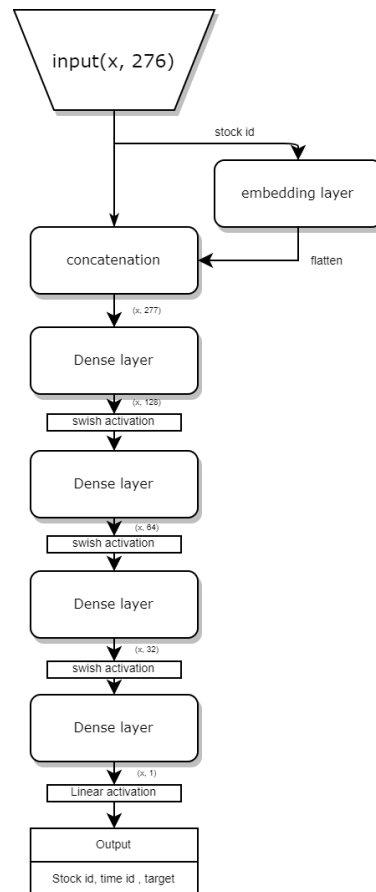 input(x, 276)
stock id
embedding layer
concatenation
flatten
(x, 277)
Dense layer
(x, 128)
swish activation
Dense layer
(x, 64)
swish activation
Dense layer
(x, 32)
swish activation
Dense layer
(x, 1)
Linear activation
Output
Stock id, time id , target